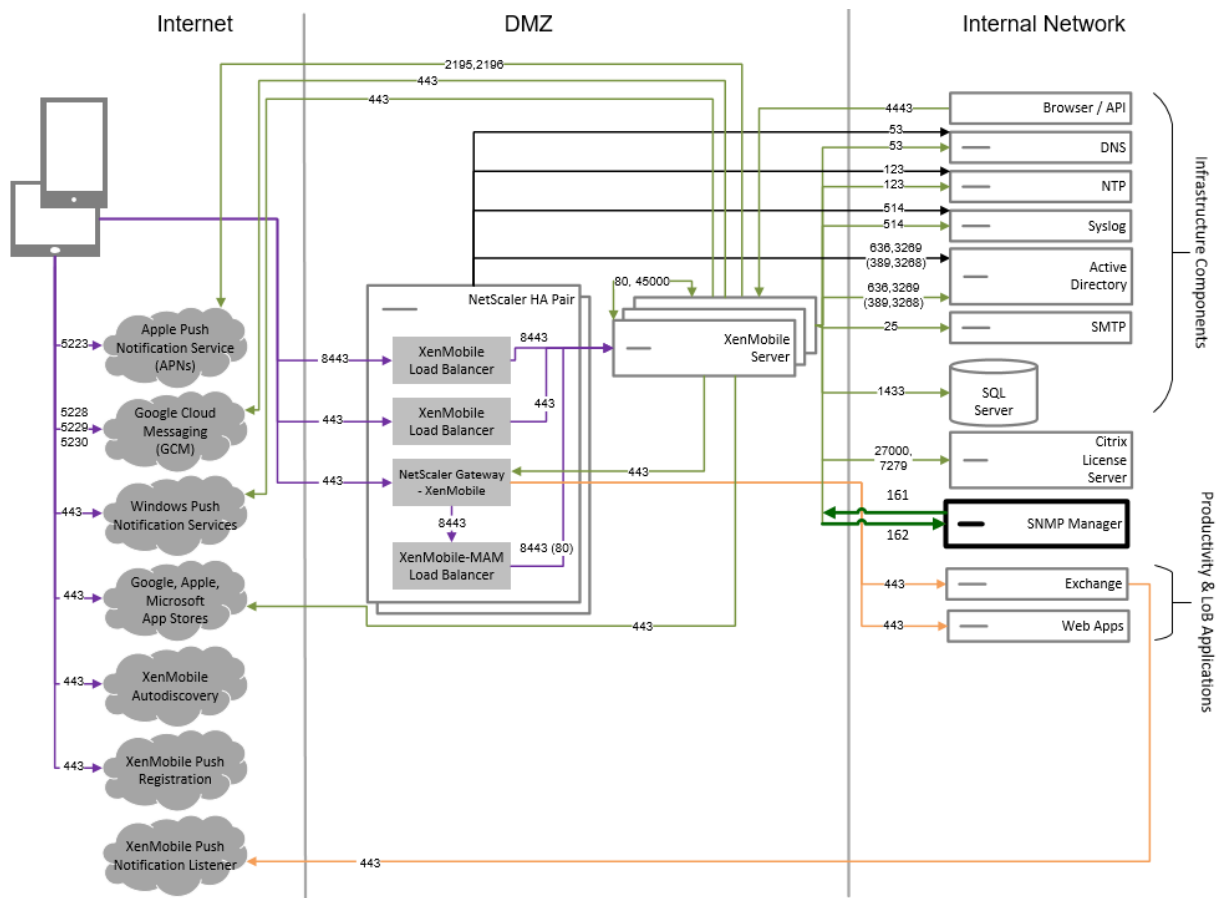 Internet
DMZ
Internal Network
2195,2196
443
443
4443
Browser / API
53
53
DNS
123
123
NTP
514
514
Syslog
636,3269
(389,3268)
636,3269
(389,3268)
Active
Directory
25
SMTP
1433
SQL
Server
27000,
7279
Citrix
License
Server
161
162
SNMP Manager
443
Exchange
443
Web Apps
Infrastructure Components
Productivity & LoB Applications
NetScaler HA Pair
80, 45000
XenMobile
Server
8443
XenMobile
Load Balancer
8443
443
XenMobile
Load Balancer
443
443
NetScaler Gateway
- XenMobile
443
8443
XenMobile-MAM
Load Balancer
8443 (80)
443
5223
Apple Push
Notification Service
(APNs)
5228
5229
5230
Google Cloud
Messaging
(GCM)
443
Windows Push
Notification Services
443
Google, Apple,
Microsoft
App Stores
443
XenMobile
Autodiscovery
443
XenMobile Push
Registration
XenMobile Push
Notification Listener
443